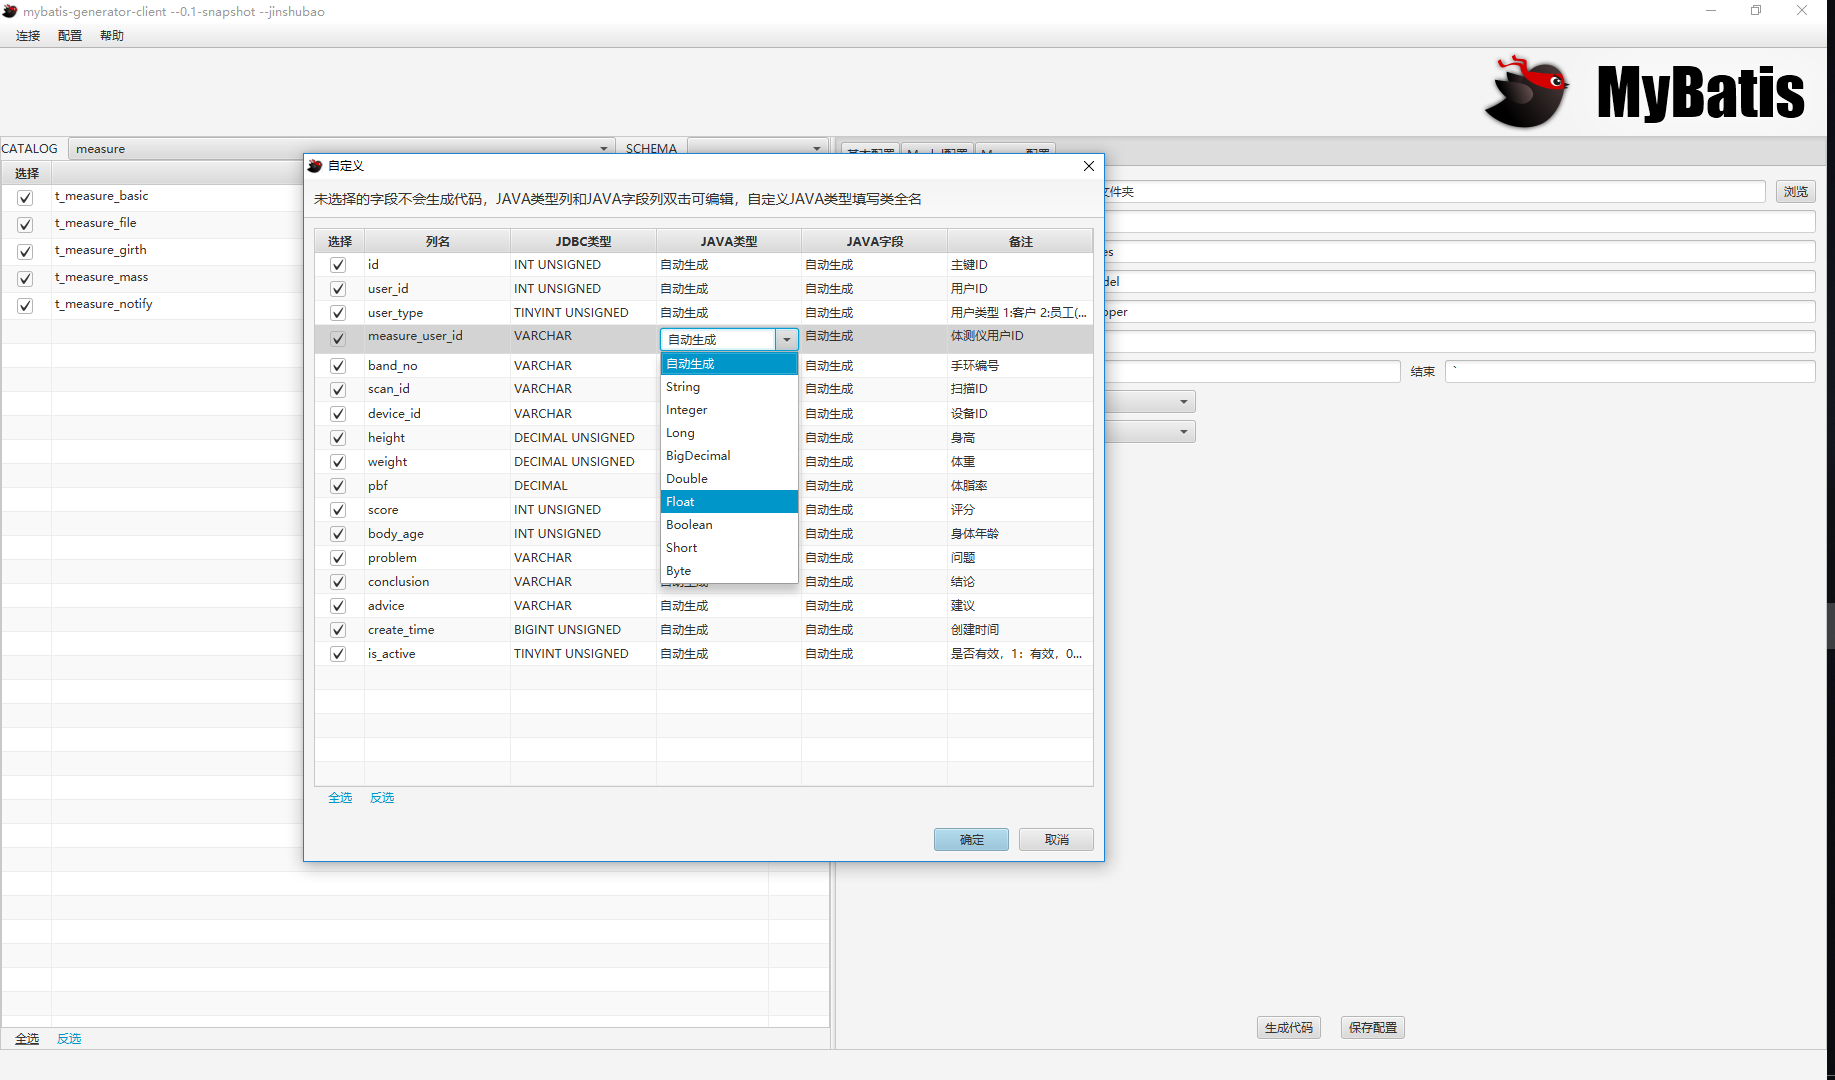 mybatis-generator-client --0.1-snapshot --jinshubao
连接 配置 帮助
MyBatis
CATALOG measure SCHEMA
选择
t_measure_basic
t_measure_file
t_measure_girth
t_measure_mass
t_measure_notify
全选 反选
自定义
未选择的字段不会生成代码，JAVA类型列和JAVA字段列双击可编辑，自定义JAVA类型填写类全名
选择 列名 JDBC类型 JAVA类型 JAVA字段 备注
id INT UNSIGNED 自动生成 自动生成 主键ID
user_id INT UNSIGNED 自动生成 自动生成 用户ID
user_type TINYINT UNSIGNED 自动生成 自动生成 用户类型 1:客户 2:员工(...
measure_user_id VARCHAR 自动生成 自动生成 体测仪用户ID
band_no VARCHAR 自动生成 手环编号
scan_id VARCHAR 自动生成 扫描ID
device_id VARCHAR 自动生成 设备ID
height DECIMAL UNSIGNED 自动生成 身高
weight DECIMAL UNSIGNED 自动生成 体重
pbf DECIMAL 自动生成 体脂率
score INT UNSIGNED 自动生成 评分
body_age INT UNSIGNED 自动生成 身体年龄
problem VARCHAR 自动生成 问题
conclusion VARCHAR 自动生成 结论
advice VARCHAR 自动生成 自动生成 建议
create_time BIGINT UNSIGNED 自动生成 自动生成 创建时间
is_active TINYINT UNSIGNED 自动生成 自动生成 是否有效，1：有效，0...
自动生成
String
Integer
Long
BigDecimal
Double
Float
Boolean
Short
Byte
全选 反选
确定 取消
文件夹 浏览
es
del
pper
结束 `
生成代码 保存配置